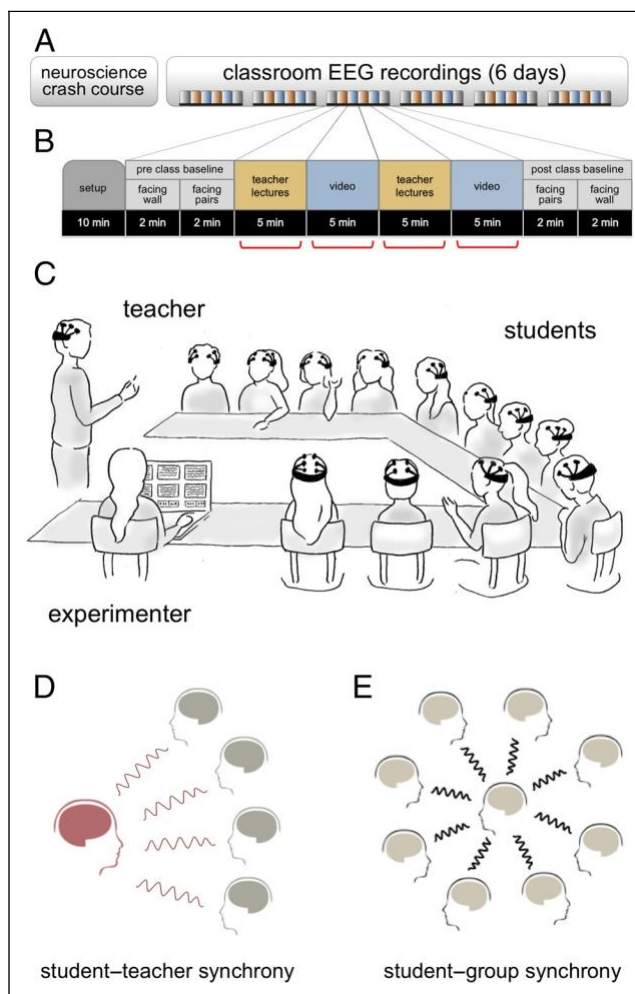 A
neuroscience
crash course
classroom EEG recordings (6 days)
B
setup
pre class baseline
facing
wall
facing
pairs
teacher
lectures
video
teacher
lectures
video
post class baseline
facing
pairs
facing
wall
10 min
2 min
2 min
5 min
5 min
5 min
5 min
2 min
2 min
C
teacher
students
experimenter
D
E
student–teacher synchrony
student–group synchrony